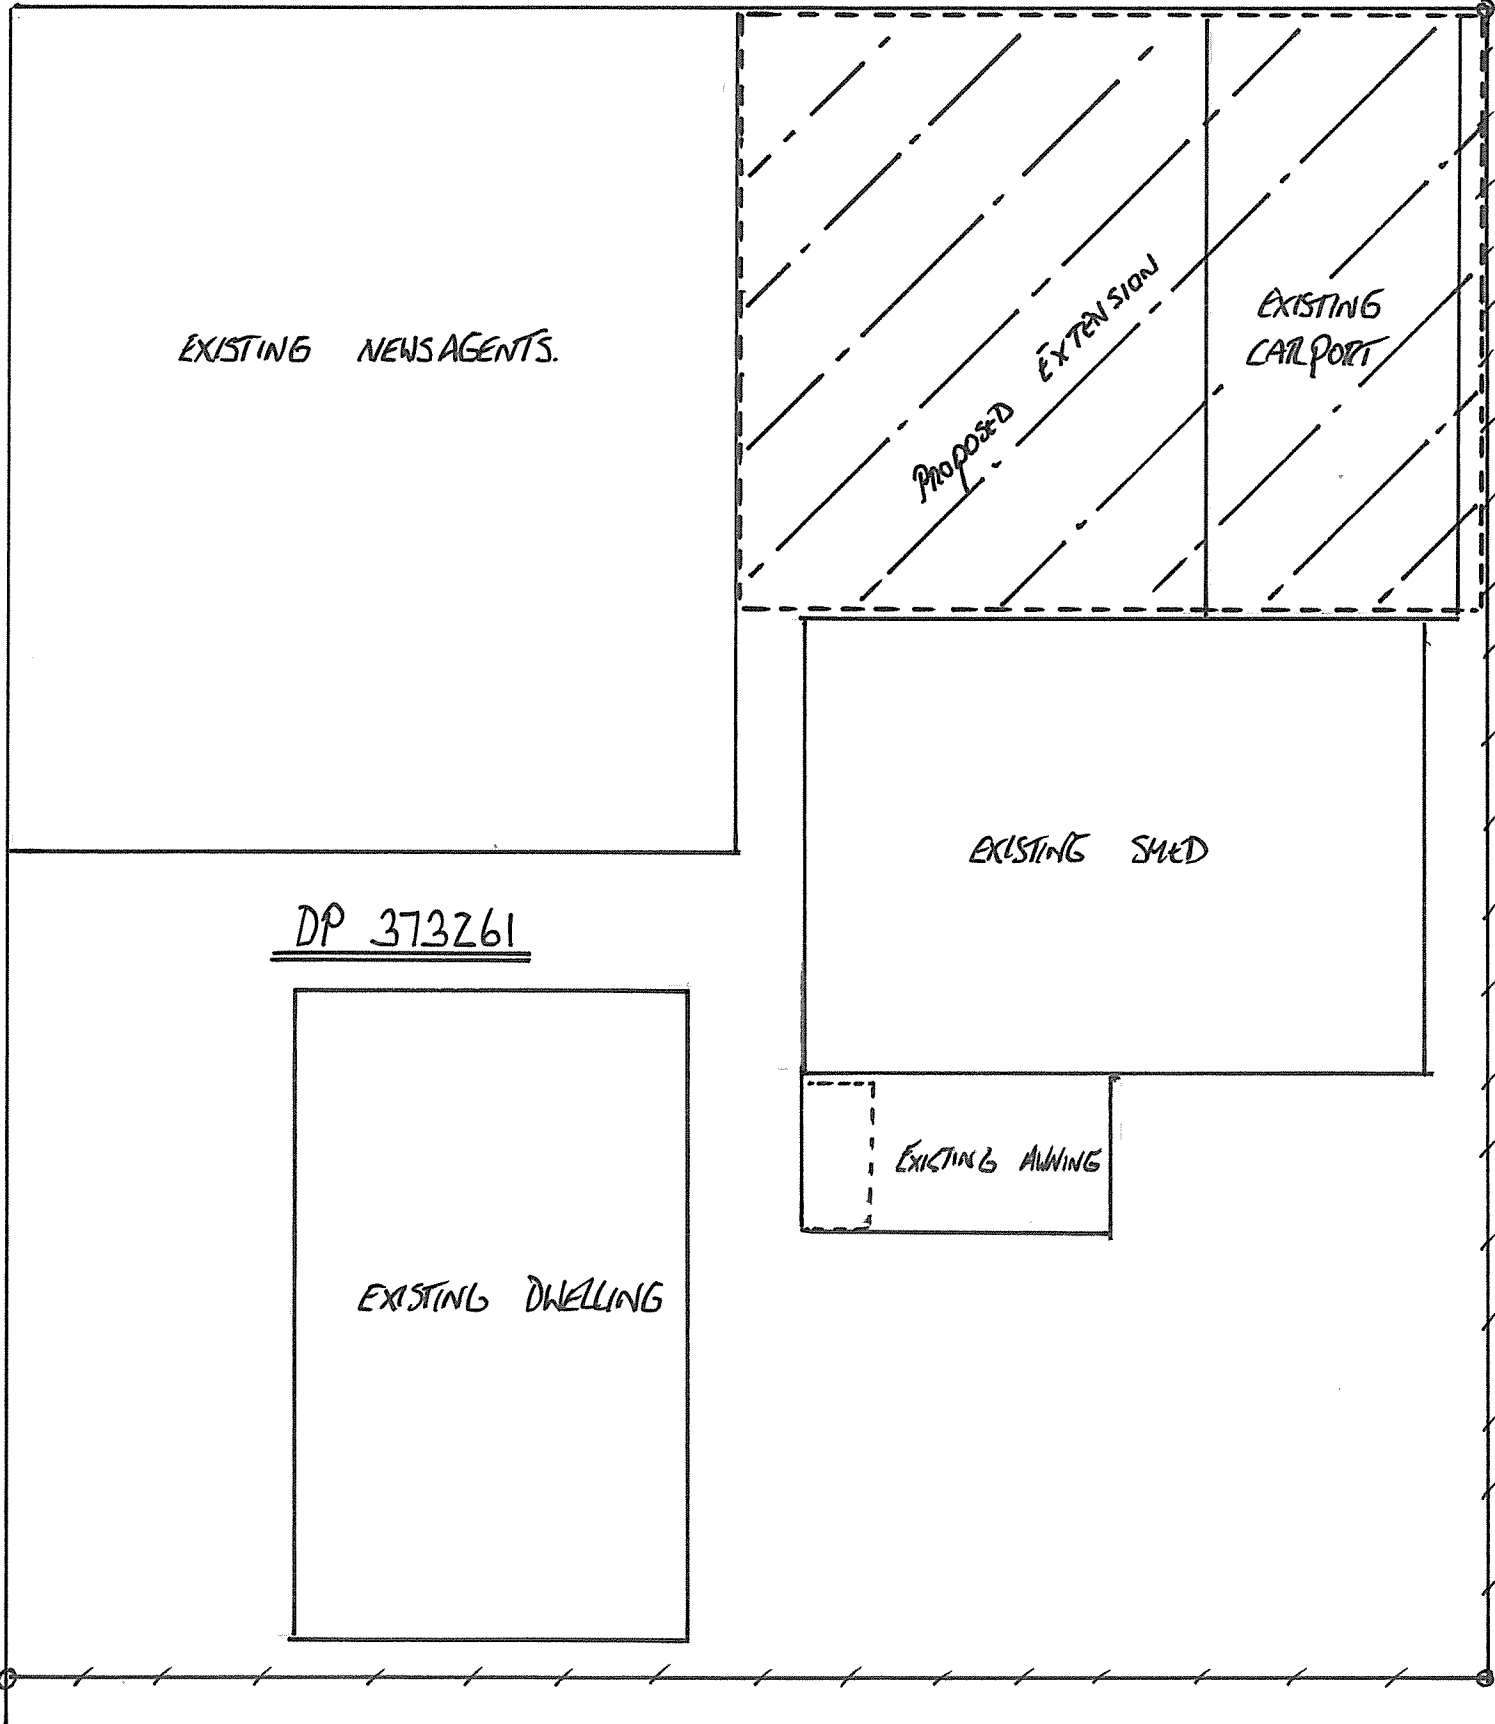 EXISTING NEWSAGENTS.
PROPOSED EXTENSION
EXISTING
CARPORT
EXISTING SHED
DP 373261
EXISTING AWNING
EXISTING DWELLING